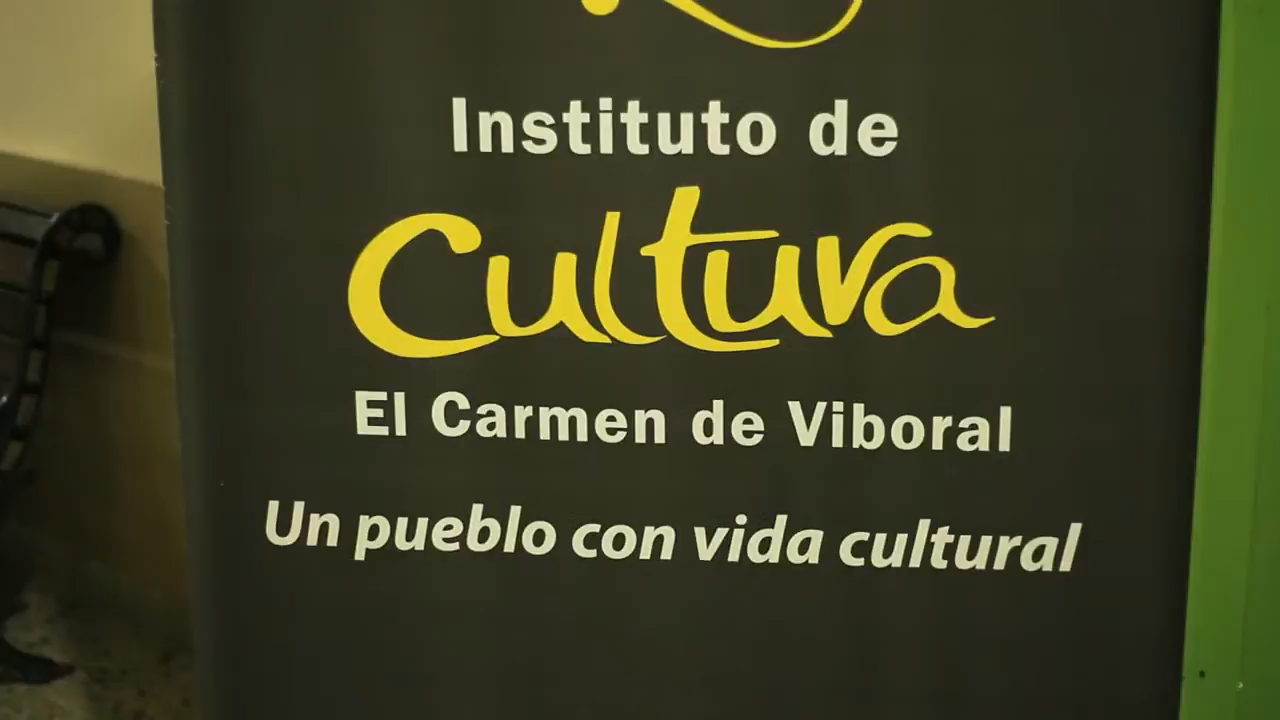 Instituto de
Cultura
El Carmen de Viboral
Un pueblo con vida cultural